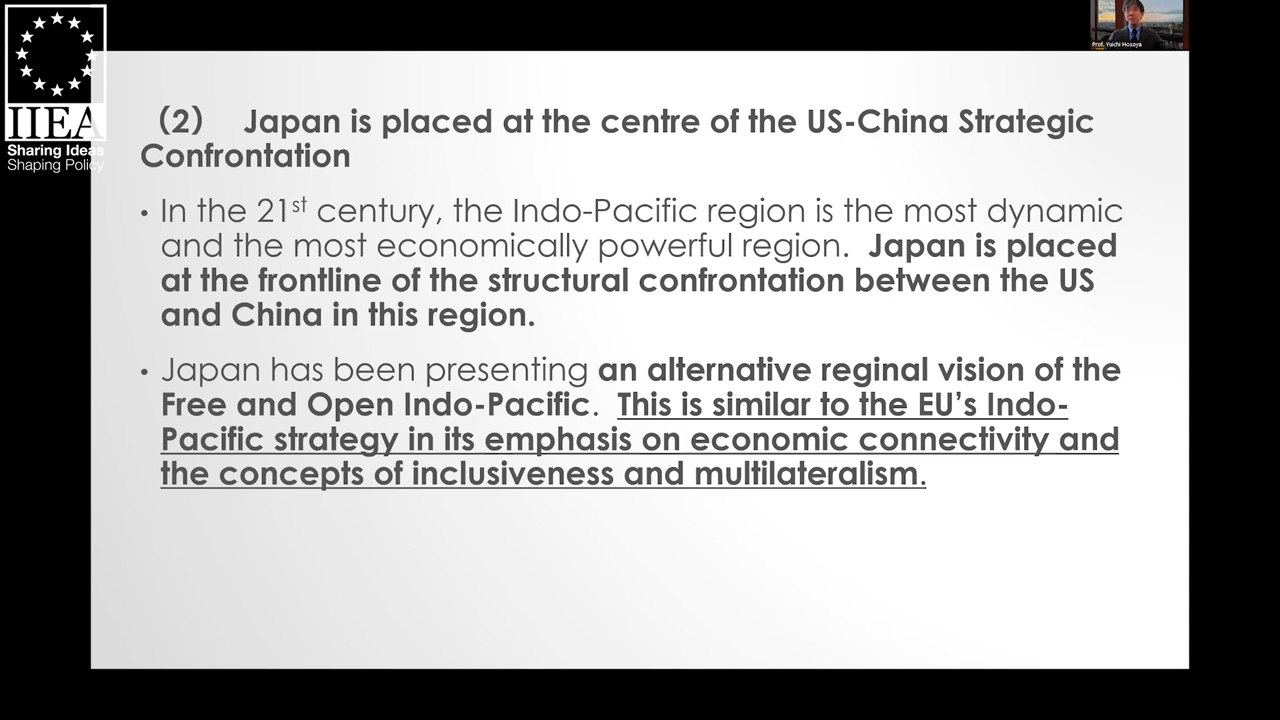 IIEA
Sharing Ideas
Shaping Policy
Prof. Yuichi Hosoya
（2） Japan is placed at the centre of the US-China Strategic
Confrontation
• In the 21st century, the Indo-Pacific region is the most dynamic
and the most economically powerful region. Japan is placed
at the frontline of the structural confrontation between the US
and China in this region.
• Japan has been presenting an alternative reginal vision of the
Free and Open Indo-Pacific. This is similar to the EU’s Indo-
Pacific strategy in its emphasis on economic connectivity and
the concepts of inclusiveness and multilateralism.